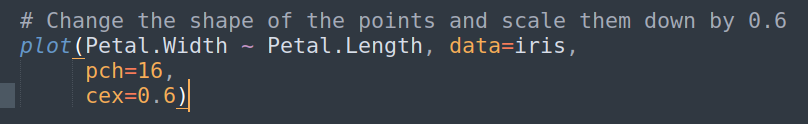 # Change the shape of the points and scale them down by 0.6
plot(Petal.Width ~ Petal.Length, data=iris,
pch=16,
cex=0.6)